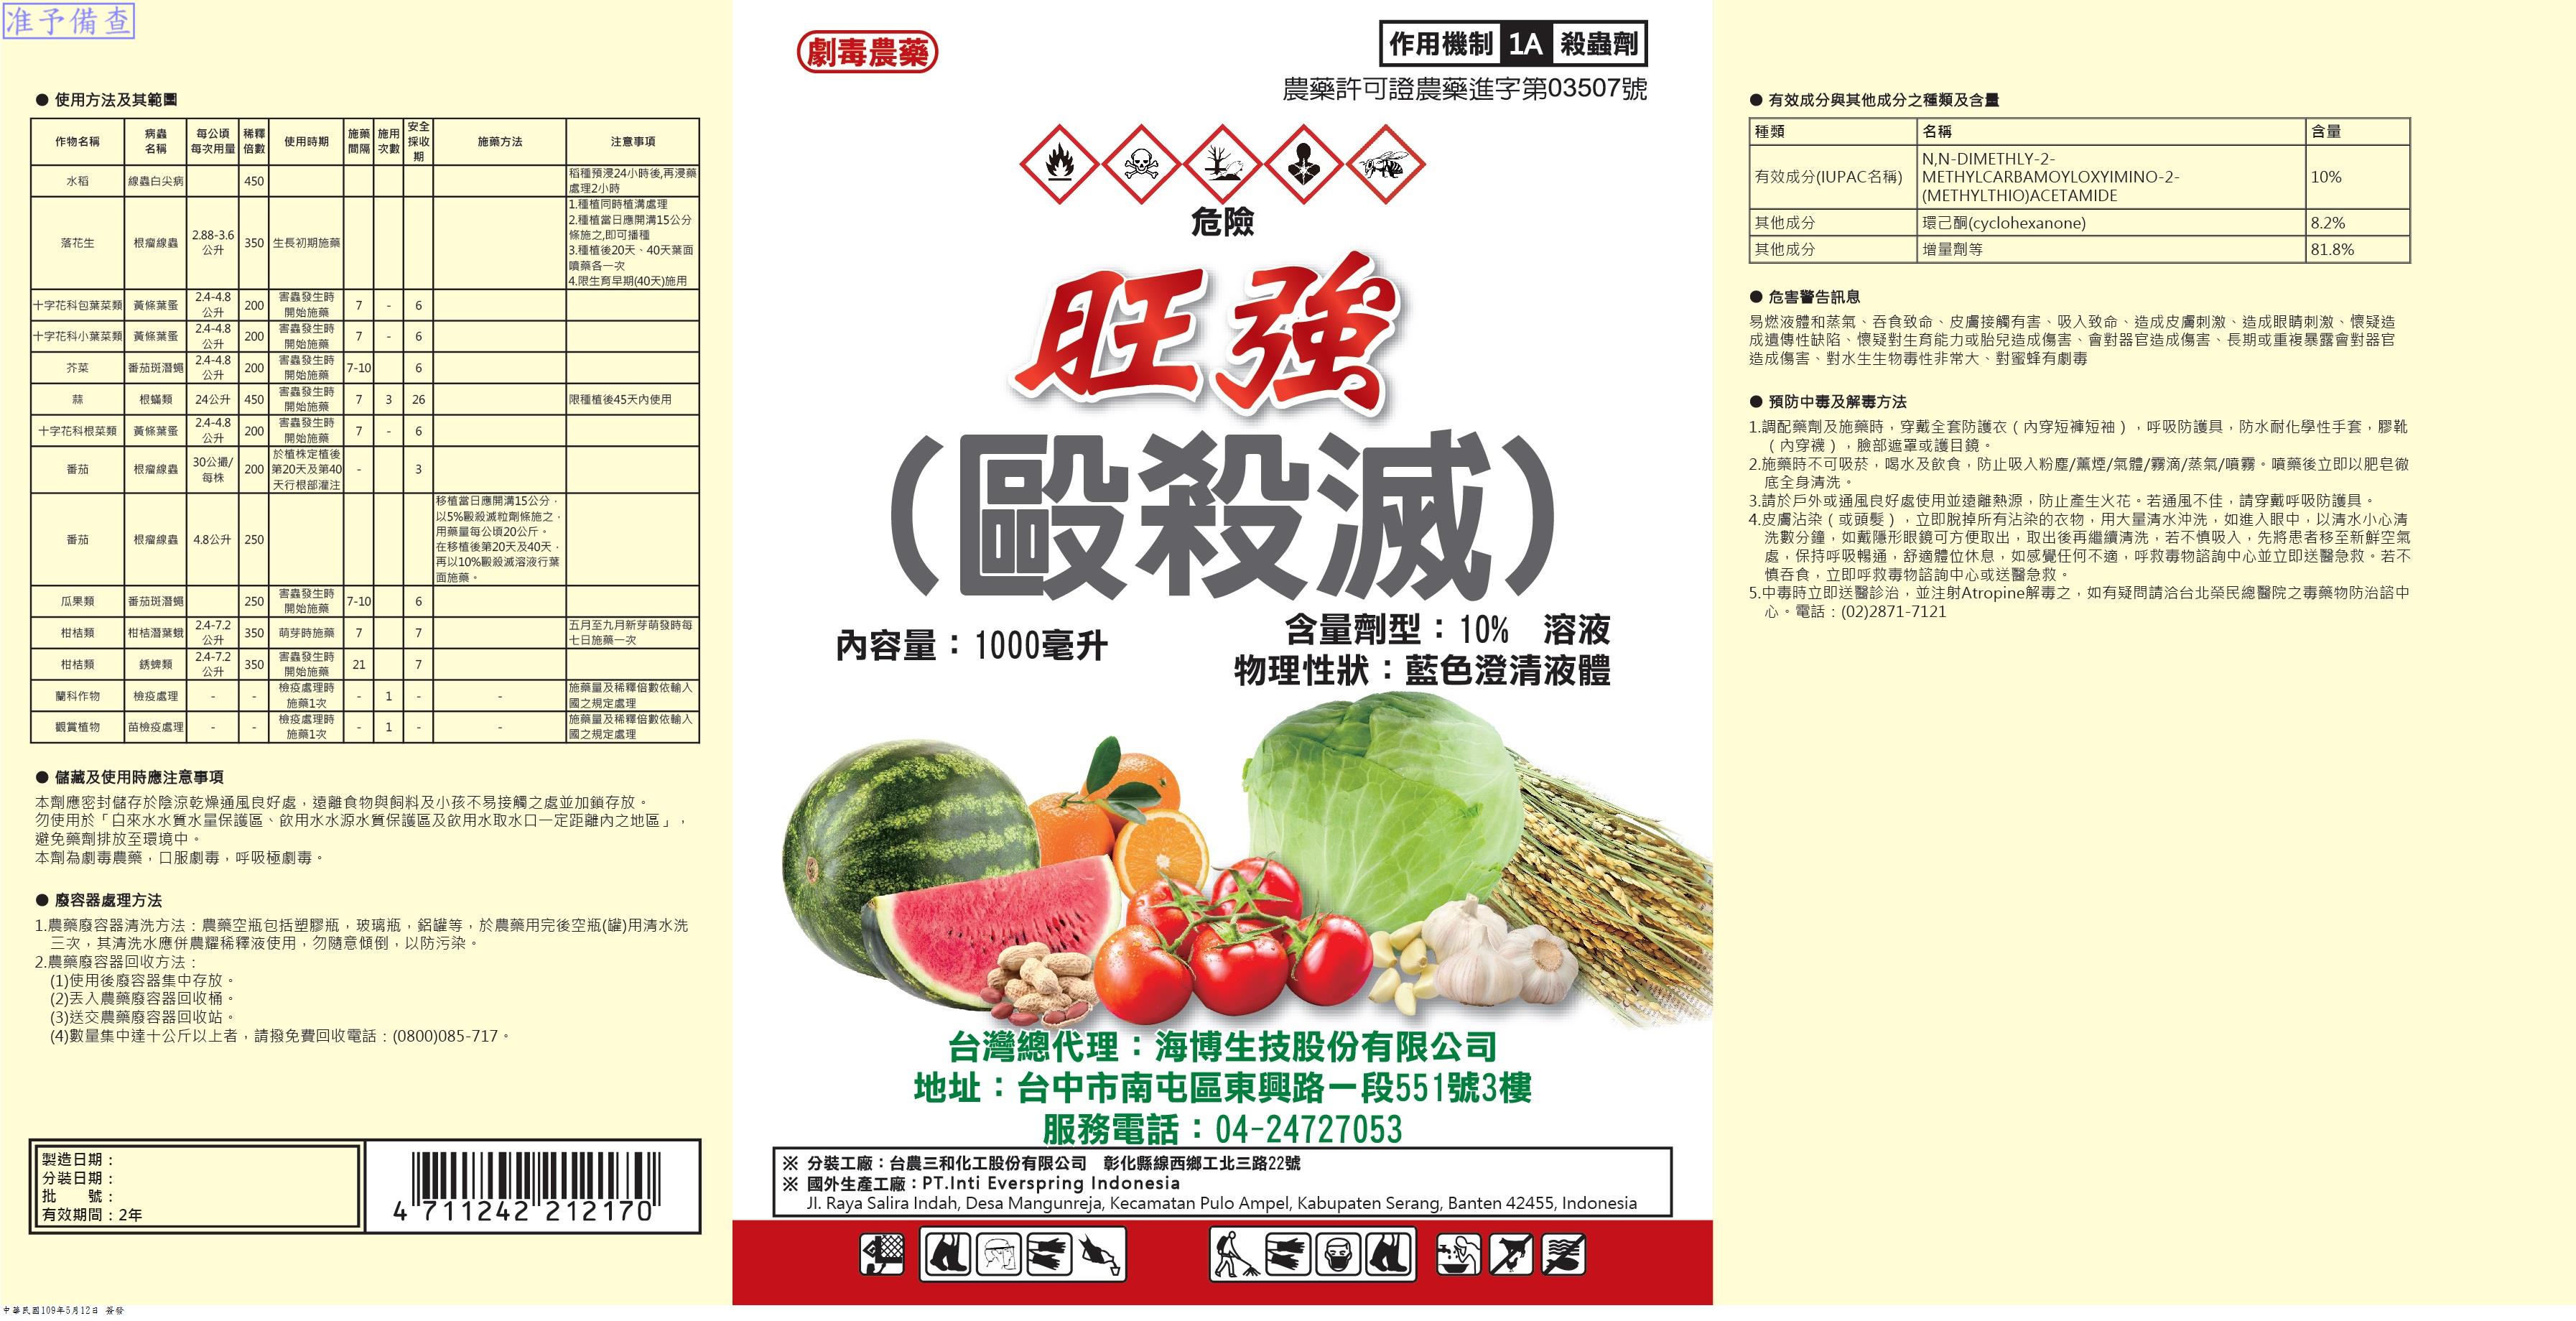 准予備查
● 使用方法及其範圍
作物名稱 病蟲名稱 每公頃每次用量 稀釋倍數 使用時期 施藥間隔 施用次數 安全採收期 施藥方法 注意事項
水稻 線蟲白尖病 450 稻種預浸24小時後,再浸藥處理2小時
落花生 根瘤線蟲 2.88-3.6公升 350 生長初期施藥 1.種植同時植溝處理
2.種植當日應開溝15公分條施之,即可播種
3.種植後20天、40天葉面噴藥各一次
4.限生育早期(40天)施用
十字花科包葉菜類 黃條葉蚤 2.4-4.8公升 200 害蟲發生時開始施藥 7 - 6
十字花科小葉菜類 黃條葉蚤 2.4-4.8公升 200 害蟲發生時開始施藥 7 - 6
芥菜 番茄斑潛蠅 2.4-4.8公升 200 害蟲發生時開始施藥 7-10 6
蒜 根蟎類 24公升 450 害蟲發生時開始施藥 7 3 26 限種植後45天內使用
十字花科根菜類 黃條葉蚤 2.4-4.8公升 200 害蟲發生時開始施藥 7 - 6
番茄 根瘤線蟲 30公撮/每株 200 於植株定植後第20天及第40天行根部灌注 - 3
番茄 根瘤線蟲 4.8公升 250 移植當日應開溝15公分，以5%毆殺滅粒劑條施之，用藥量每公頃20公斤。在移植後第20天及40天，再以10%毆殺滅溶液行葉面施藥。
瓜果類 番茄斑潛蠅 250 害蟲發生時開始施藥 7-10 6
柑桔類 柑桔潛葉蛾 2.4-7.2公升 350 萌芽時施藥 7 7 五月至九月新芽萌發時每七日施藥一次
柑桔類 銹蜱類 2.4-7.2公升 350 害蟲發生時開始施藥 21 7
蘭科作物 檢疫處理 - - 檢疫處理時施藥1次 - 1 - - 施藥量及稀釋倍數依輸入國之規定處理
觀賞植物 苗檢疫處理 - - 檢疫處理時施藥1次 - 1 - - 施藥量及稀釋倍數依輸入國之規定處理
● 儲藏及使用時應注意事項
本劑應密封儲存於陰涼乾燥通風良好處，遠離食物與飼料及小孩不易接觸之處並加鎖存放。
勿使用於「自來水水質水量保護區、飲用水水源水質保護區及飲用水取水口一定距離內之地區」，
避免藥劑排放至環境中。
本劑為劇毒農藥，口服劇毒，呼吸極劇毒。
● 廢容器處理方法
1.農藥廢容器清洗方法：農藥空瓶包括塑膠瓶，玻璃瓶，鋁罐等，於農藥用完後空瓶(罐)用清水洗
三次，其清洗水應併農耀稀釋液使用，勿隨意傾倒，以防污染。
2.農藥廢容器回收方法：
(1)使用後廢容器集中存放。
(2)丟入農藥廢容器回收桶。
(3)送交農藥廢容器回收站。
(4)數量集中達十公斤以上者，請撥免費回收電話：(0800)085-717。
製造日期：
分裝日期：
批　　號：
有效期間：2年
4 711242 212170
中華民國109年5月12日 簽發
劇毒農藥
作用機制 1A 殺蟲劑
農藥許可證農藥進字第03507號
危險
旺強
（毆殺滅）
內容量：1000毫升
含量劑型：10%　溶液
物理性狀：藍色澄清液體
台灣總代理：海博生技股份有限公司
地址：台中市南屯區東興路一段551號3樓
服務電話：04-24727053
※ 分裝工廠：台農三和化工股份有限公司　彰化縣線西鄉工北三路22號
※ 國外生產工廠：PT.Inti Everspring Indonesia
Jl. Raya Salira Indah, Desa Mangunreja, Kecamatan Pulo Ampel, Kabupaten Serang, Banten 42455, Indonesia
● 有效成分與其他成分之種類及含量
種類 名稱 含量
有效成分(IUPAC名稱) N,N-DIMETHLY-2-METHYLCARBAMOYLOXYIMINO-2-(METHYLTHIO)ACETAMIDE 10%
其他成分 環己酮(cyclohexanone) 8.2%
其他成分 增量劑等 81.8%
● 危害警告訊息
易燃液體和蒸氣、吞食致命、皮膚接觸有害、吸入致命、造成皮膚刺激、造成眼睛刺激、懷疑造
成遺傳性缺陷、懷疑對生育能力或胎兒造成傷害、會對器官造成傷害、長期或重複暴露會對器官
造成傷害、對水生生物毒性非常大、對蜜蜂有劇毒
● 預防中毒及解毒方法
1.調配藥劑及施藥時，穿戴全套防護衣（內穿短褲短袖），呼吸防護具，防水耐化學性手套，膠靴
（內穿襪），臉部遮罩或護目鏡。
2.施藥時不可吸菸，喝水及飲食，防止吸入粉塵/薰煙/氣體/霧滴/蒸氣/噴霧。噴藥後立即以肥皂徹
底全身清洗。
3.請於戶外或通風良好處使用並遠離熱源，防止產生火花。若通風不佳，請穿戴呼吸防護具。
4.皮膚沾染（或頭髮），立即脫掉所有沾染的衣物，用大量清水沖洗，如進入眼中，以清水小心清
洗數分鐘，如戴隱形眼鏡可方便取出，取出後再繼續清洗，若不慎吸入，先將患者移至新鮮空氣
處，保持呼吸暢通，舒適體位休息，如感覺任何不適，呼救毒物諮詢中心並立即送醫急救。若不
慎吞食，立即呼救毒物諮詢中心或送醫急救。
5.中毒時立即送醫診治，並注射Atropine解毒之，如有疑問請洽台北榮民總醫院之毒藥物防治諮中
心。電話：(02)2871-7121